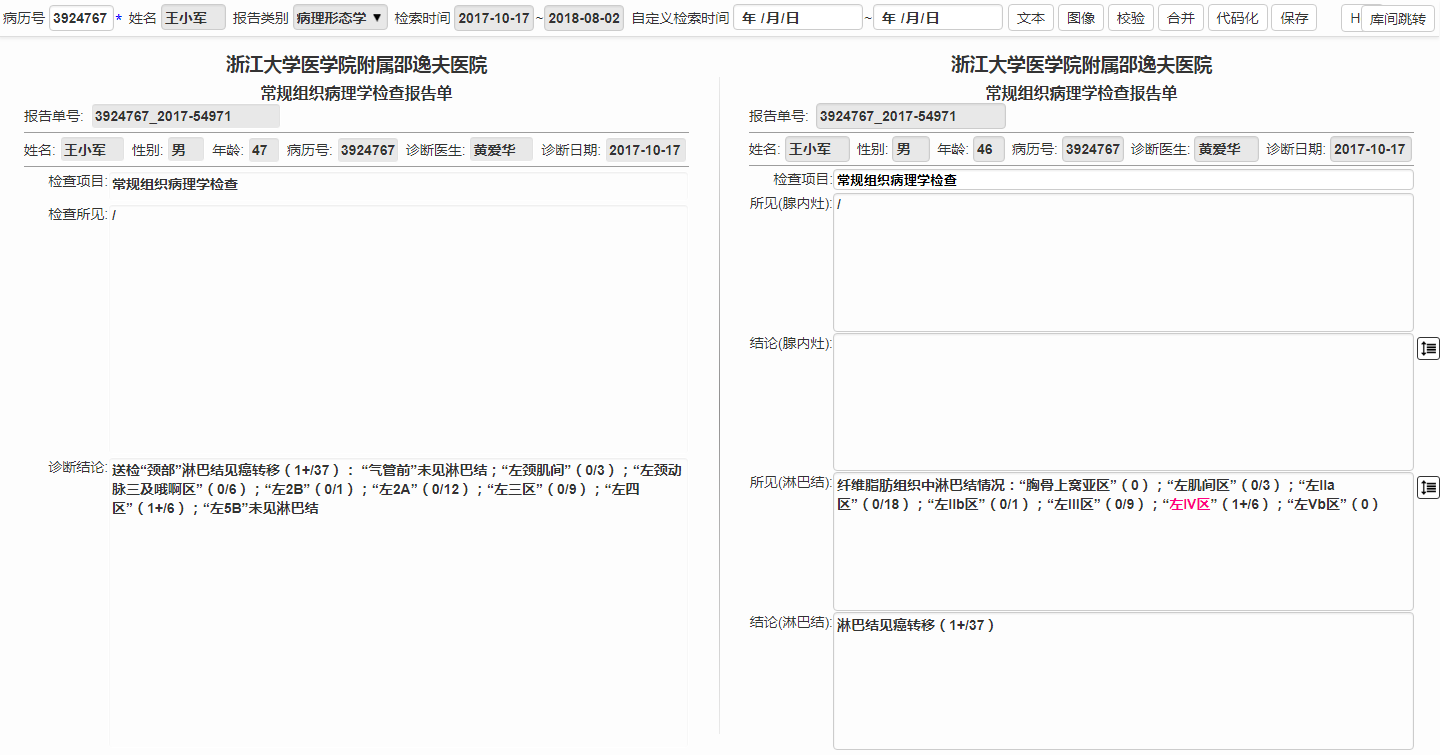 病历号 3924767 * 姓名 王小军 报告类别 病理形态学 ▼ 检索时间 2017-10-17 ~ 2018-08-02 自定义检索时间 年 /月/日 ~ 年 /月/日 文本 图像 校验 合并 代码化 保存 H 库间跳转
浙江大学医学院附属邵逸夫医院
常规组织病理学检查报告单
报告单号: 3924767_2017-54971
姓名: 王小军 性别: 男 年龄: 47 病历号: 3924767 诊断医生: 黄爱华 诊断日期: 2017-10-17
检查项目: 常规组织病理学检查
检查所见: /
诊断结论: 送检“颈部”淋巴结见癌转移（1+/37）： “气管前”未见淋巴结；“左颈肌间”（0/3）；“左颈动
脉三及哦啊区”（0/6）；“左2B”（0/1）；“左2A”（0/12）；“左三区”（0/9）；“左四
区”（1+/6）；“左5B”未见淋巴结
浙江大学医学院附属邵逸夫医院
常规组织病理学检查报告单
报告单号: 3924767_2017-54971
姓名: 王小军 性别: 男 年龄: 46 病历号: 3924767 诊断医生: 黄爱华 诊断日期: 2017-10-17
检查项目: 常规组织病理学检查
所见(腺内灶): /
结论(腺内灶):
所见(淋巴结): 纤维脂肪组织中淋巴结情况：“胸骨上窝亚区”（0）；“左肌间区”（0/3）；“左IIa
区”（0/18）；“左IIb区”（0/1）；“左III区”（0/9）；“左IV区”（1+/6）；“左Vb区”（0）
结论(淋巴结): 淋巴结见癌转移（1+/37）